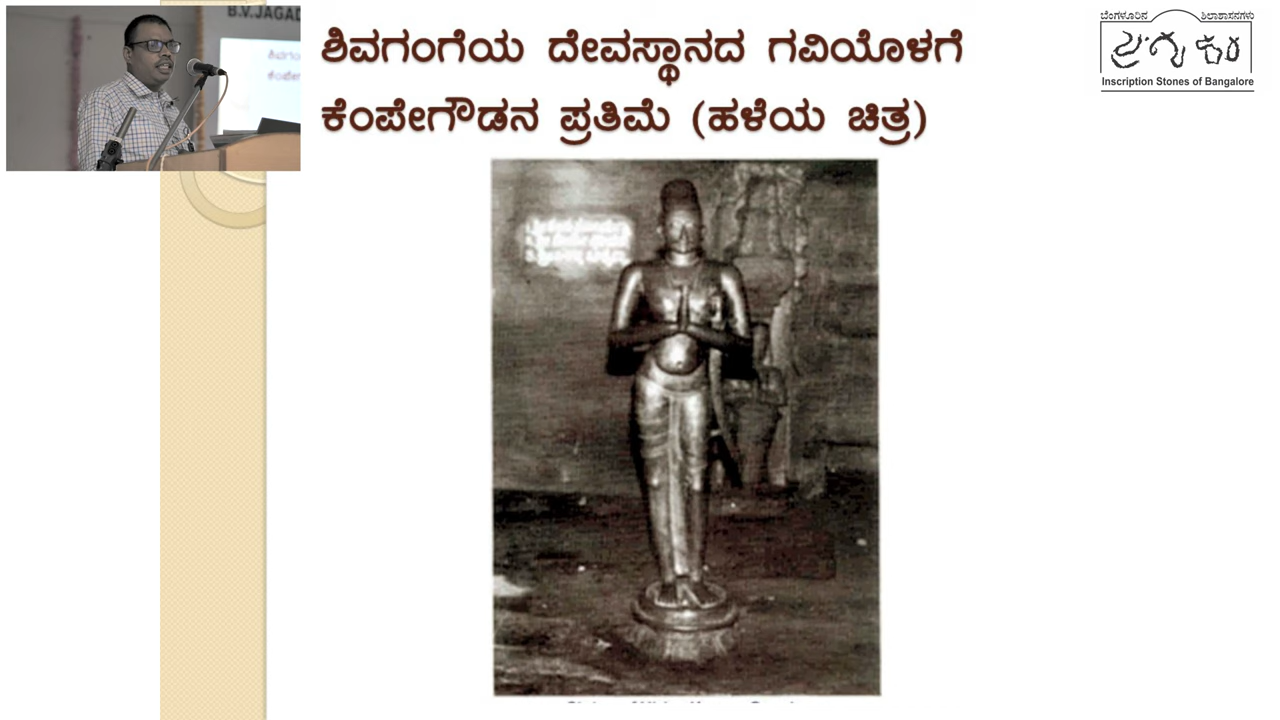 B.V.JAGAD
ಶಿವಗಂಗೆಯ ದೇವಸ್ಥಾನದ ಗವಿಯೊಳಗೆ
ಕೆಂಪೇಗೌಡನ ಪ್ರತಿಮೆ (ಹಳೆಯ ಚಿತ್ರ)
ಬೆಂಗಳೂರಿನ ಶಿಲಾಶಾಸನಗಳು
Inscription Stones of Bangalore